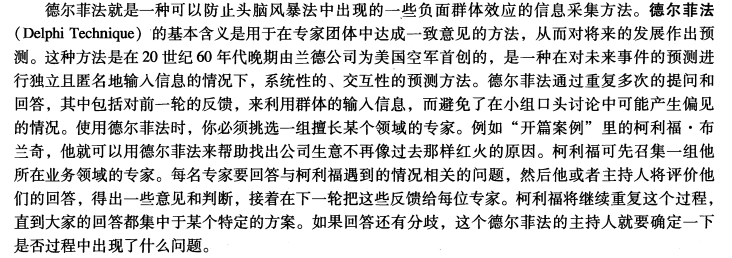 德尔菲法就是一种可以防止头脑风暴法中出现的一些负面群体效应的信息采集方法。德尔菲法
(Delphi Technique) 的基本含义是用于在专家团体中达成一致意见的方法，从而对将来的发展作出预
测。这种方法是在 20 世纪 60 年代晚期由兰德公司为美国空军首创的，是一种在对未来事件的预测进
行独立且匿名地输入信息的情况下，系统性的、交互性的预测方法。德尔菲法通过重复多次的提问和
回答，其中包括对前一轮的反馈，来利用群体的输入信息，而避免了在小组口头讨论中可能产生偏见
的情况。使用德尔菲法时，你必须挑选一组擅长某个领域的专家。例如“开篇案例”里的柯利福·布
兰奇，他就可以用德尔菲法来帮助找出公司生意不再像过去那样红火的原因。柯利福可先召集一组他
所在业务领域的专家。每名专家要回答与柯利福遇到的情况相关的问题，然后他或者主持人将评价他
们的回答，得出一些意见和判断，接着在下一轮把这些反馈给每位专家。柯利福将继续重复这个过程，
直到大家的回答都集中于某个特定的方案。如果回答还有分歧，这个德尔菲法的主持人就要确定一下
是否过程中出现了什么问题。